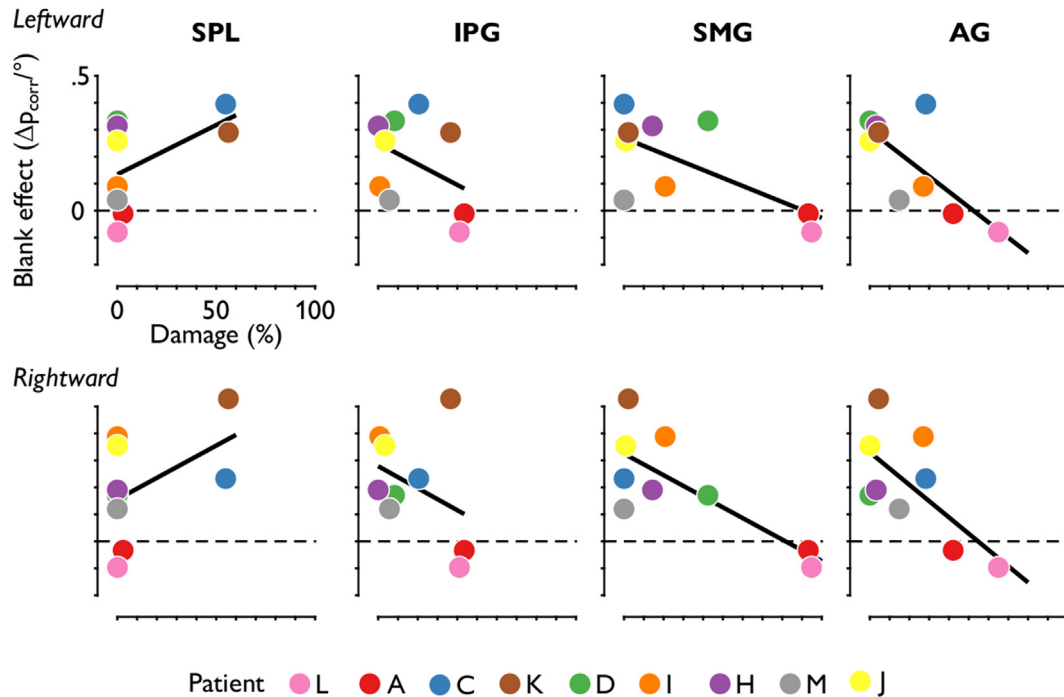 Leftward
SPL IPG SMG AG
.5
0
Blank effect (Δpcorr/°)
0 50 100
Damage (%)
Rightward
Patient L A C K D I H M J